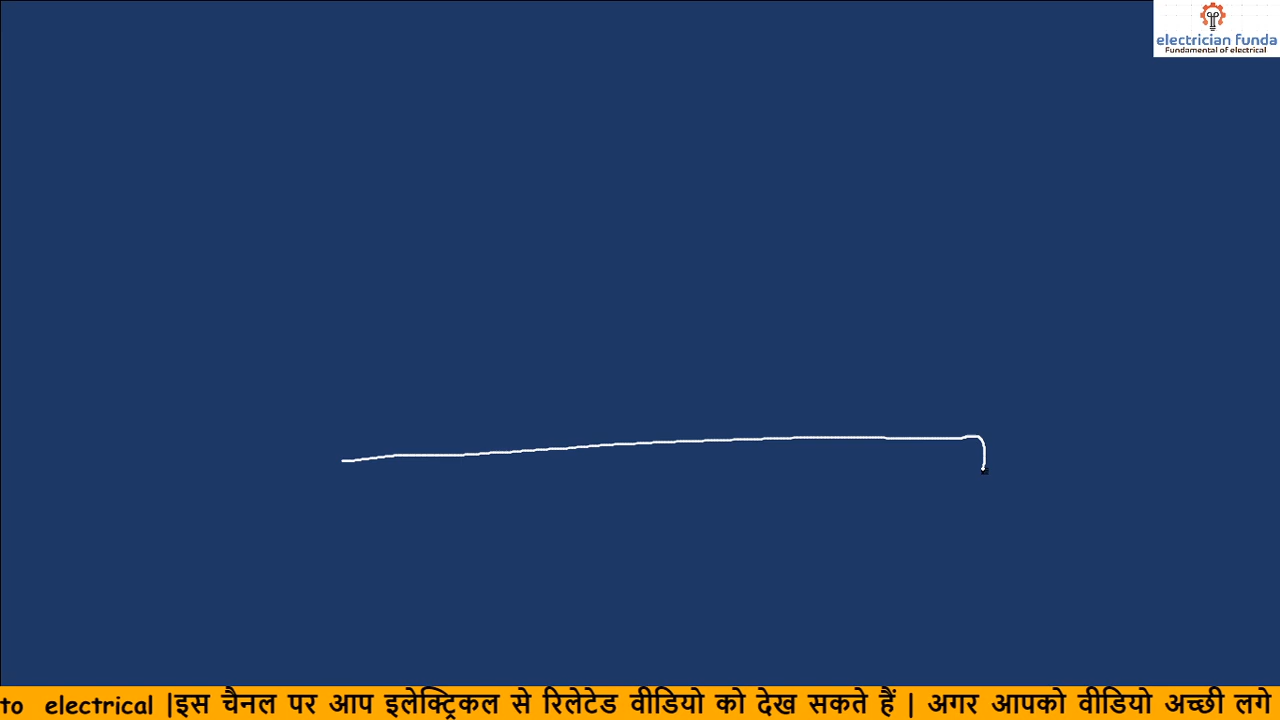 electrician funda
Fundamental of electrical
to electrical |इस चैनल पर आप इलेक्ट्रिकल से रिलेटेड वीडियो को देख सकते हैं | अगर आपको वीडियो अच्छी लगे